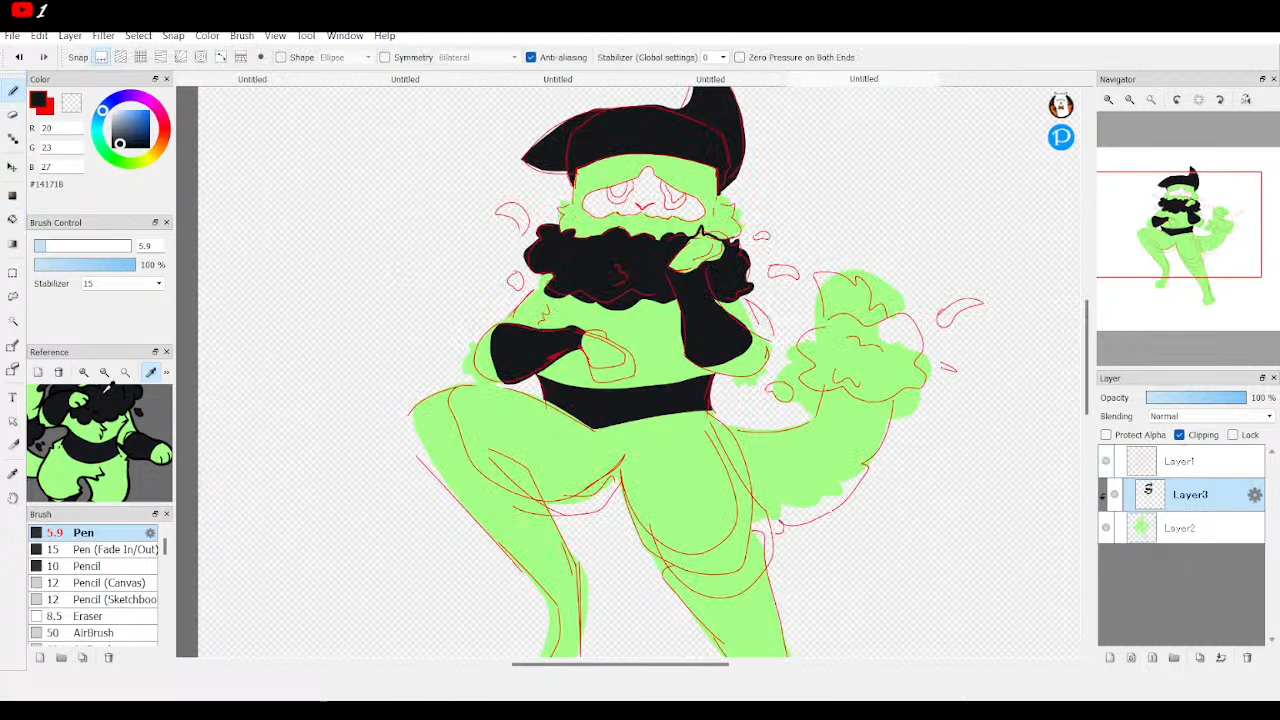 1
File Edit Layer Filter Select Snap Color Brush View Tool Window Help
Snap Shape Ellipse Symmetry Bilateral Anti-aliasing Stabilizer (Global settings) 0 Zero Pressure on Both Ends
Color
Untitled Untitled Untitled Untitled Untitled
Navigator
R 20
G 23
B 27
#14171B
Brush Control
5.9
100 %
Stabilizer 15
Reference
Brush
5.9 Pen
15 Pen (Fade In/Out)
10 Pencil
12 Pencil (Canvas)
12 Pencil (Sketchboo
8.5 Eraser
50 AirBrush
P
Layer
Opacity 100 %
Blending Normal
Protect Alpha Clipping Lock
Layer1
Layer3
Layer2